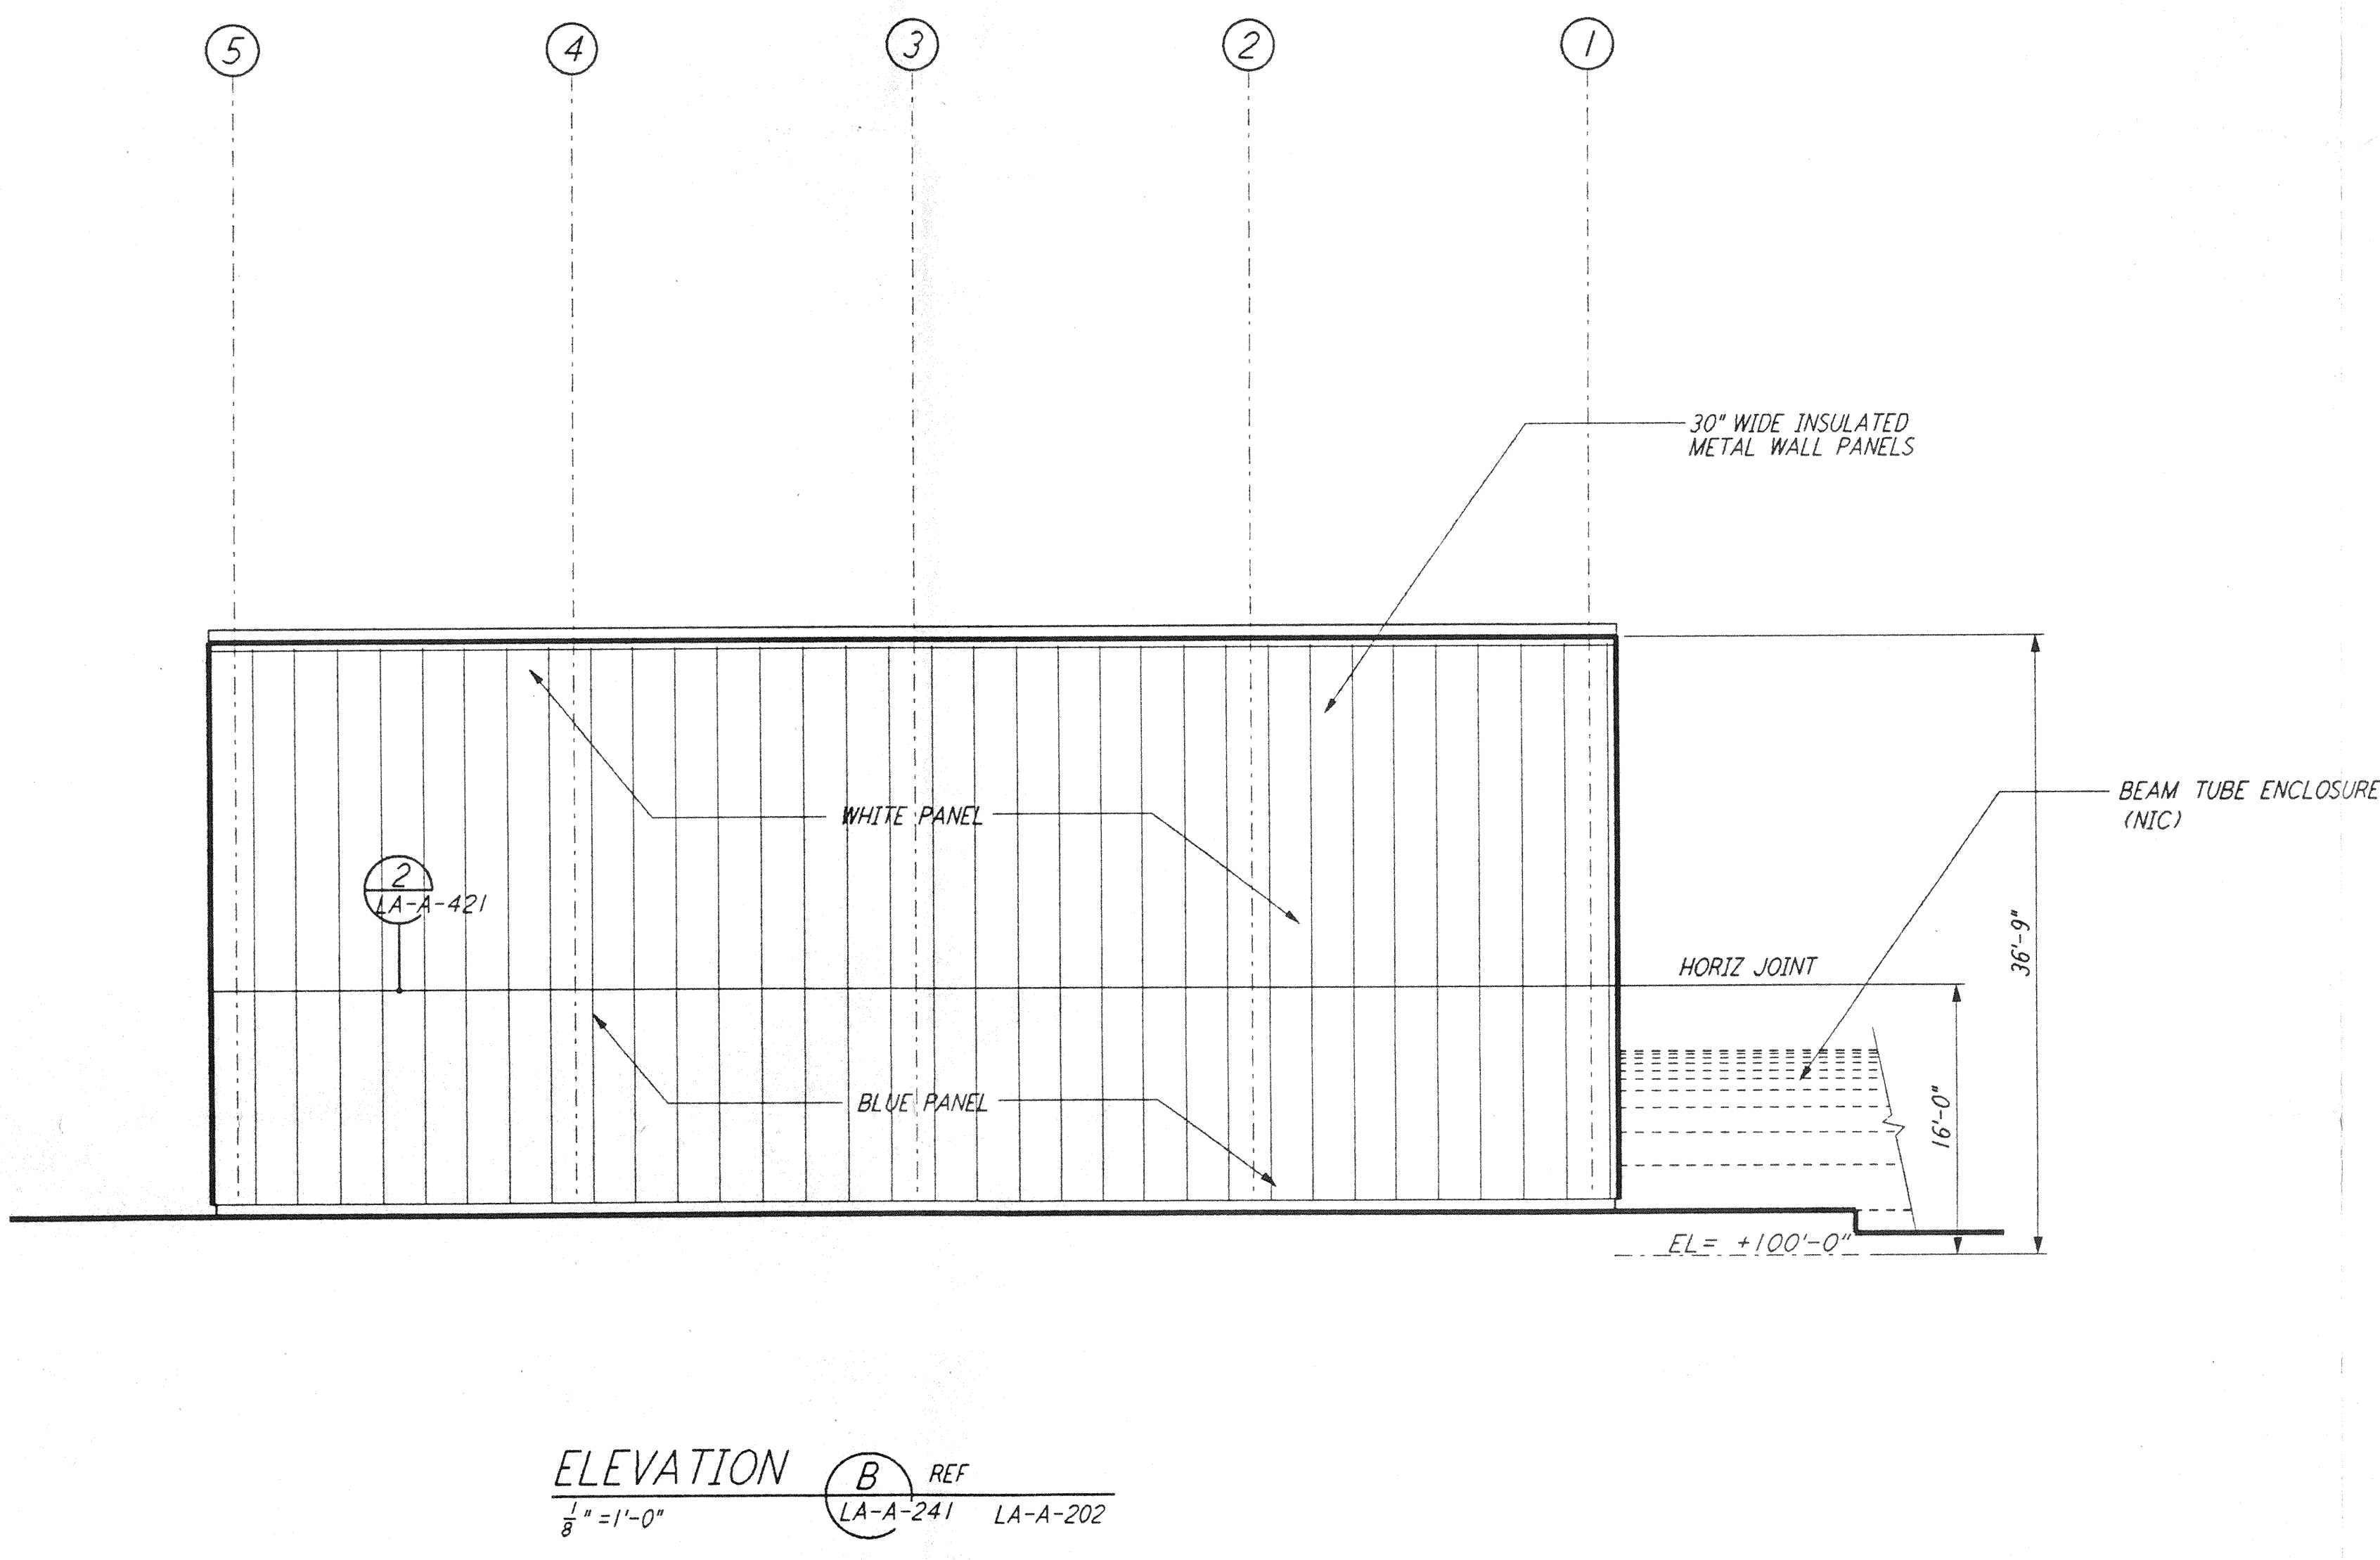 5 4 3 2 1
30" WIDE INSULATED
METAL WALL PANELS
BEAM TUBE ENCLOSURE
(NIC)
WHITE PANEL
2
LA-A-421
36'-9"
HORIZ JOINT
16'-0"
BLUE PANEL
EL= +100'-0"
ELEVATION B REF
1/8" =1'-0" LA-A-241 LA-A-202